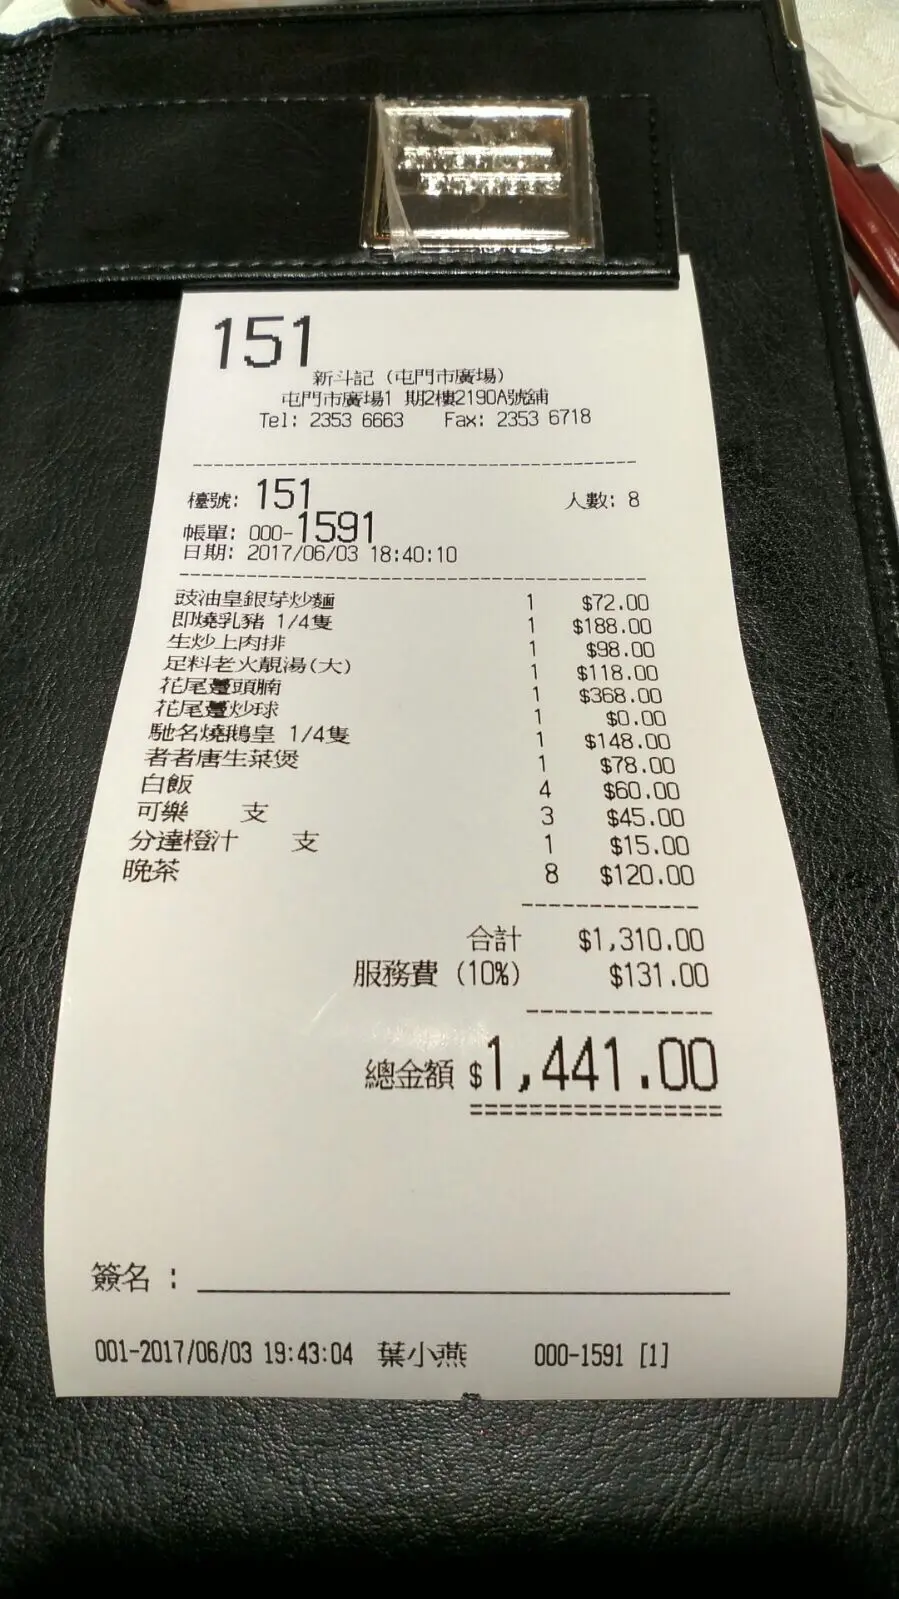 151
新斗記 (屯門市廣場)
屯門市廣場1 期2樓2190A號舖
Tel: 2353 6663 Fax: 2353 6718
檯號: 151 人數: 8
帳單: 000-1591
日期: 2017/06/03 18:40:10
豉油皇銀芽炒麵 1 $72.00
即燒乳豬 1/4隻 1 $188.00
生炒上肉排 1 $98.00
足料老火靚湯(大) 1 $118.00
花尾躉頭腩 1 $368.00
花尾躉炒球 1 $0.00
馳名燒鵝皇 1/4隻 1 $148.00
者者唐生菜煲 1 $78.00
白飯 4 $60.00
可樂 支 3 $45.00
分達橙汁 支 1 $15.00
晚茶 8 $120.00
合計 $1,310.00
服務費 (10%) $131.00
總金額 $1,441.00
簽名 :
001-2017/06/03 19:43:04 葉小燕 000-1591 [1]